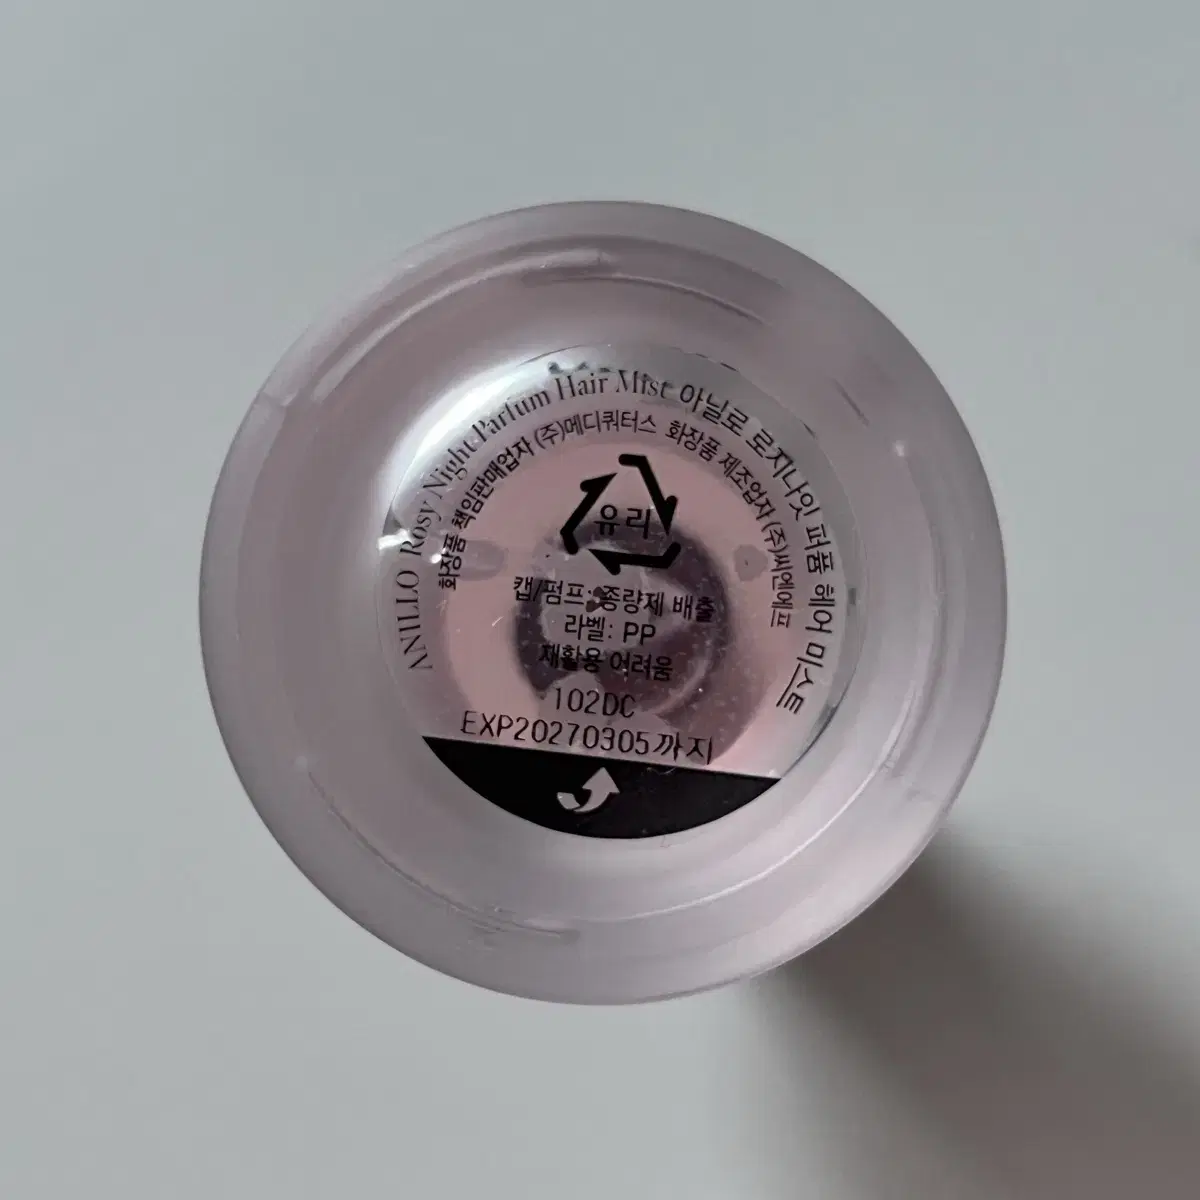 ANILLO Rosy Night Parfum Hair Mist 아닐로 로지나잇 퍼퓸 헤어 미스트
화장품 책임판매업자 (주)메디쿼터스 화장품 제조업자 (주)씨엔에프
유리
캡/펌프: 종량제 배출
라벨: PP
재활용 어려움
102DC
EXP20270305까지